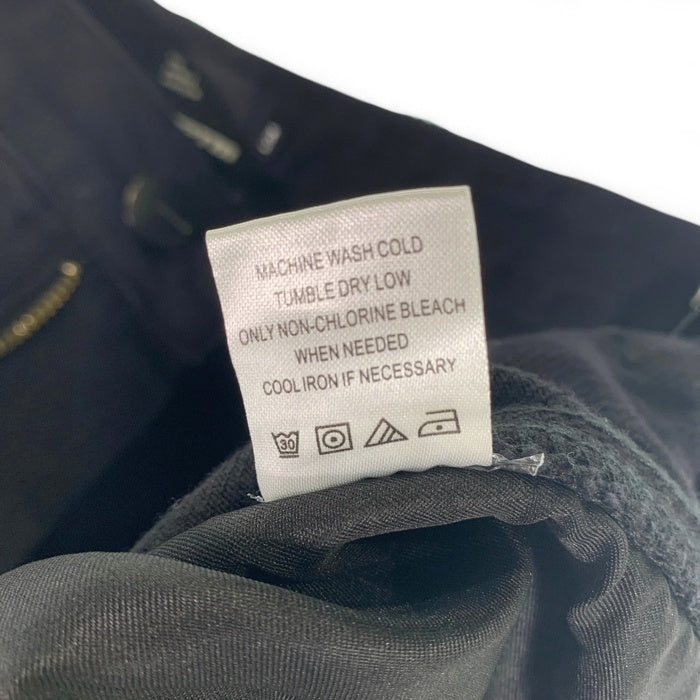 MACHINE WASH COLD
TUMBLE DRY LOW
ONLY NON-CHLORINE BLEACH
WHEN NEEDED
COOL IRON IF NECESSARY
30